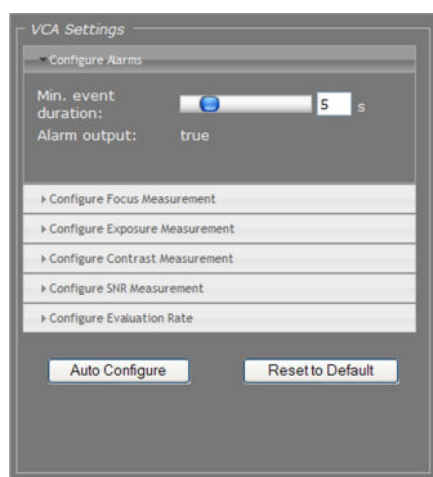 VCA Settings
Configure Alarms
Min. event
duration:
5 s
Alarm output: true
Configure Focus Measurement
Configure Exposure Measurement
Configure Contrast Measurement
Configure SNR Measurement
Configure Evaluation Rate
Auto Configure Reset to Default